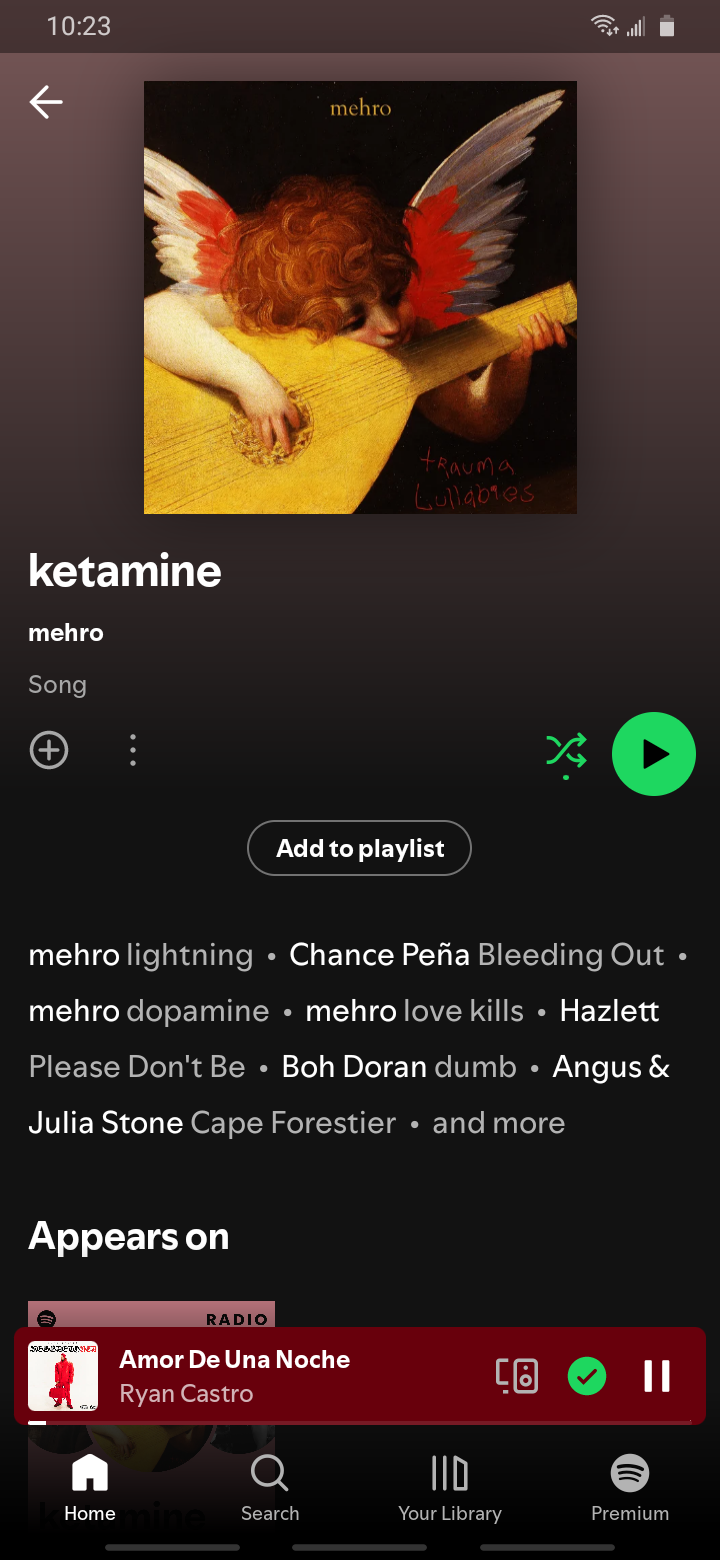 10:23
mehro
trauma
Lullabies
ketamine
mehro
Song
Add to playlist
mehro lightning • Chance Peña Bleeding Out •
mehro dopamine • mehro love kills • Hazlett
Please Don't Be • Boh Doran dumb • Angus &
Julia Stone Cape Forestier • and more
Appears on
RADIO
Amor De Una Noche
Ryan Castro
ketamine
Home
Search
Your Library
Premium